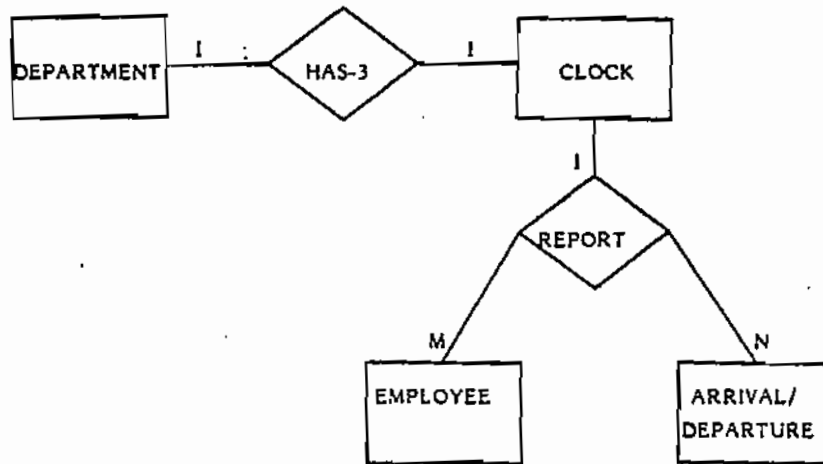 DEPARTMENT
I :
HAS-3
I
CLOCK
I
REPORT
M
N
EMPLOYEE
ARRIVAL/
DEPARTURE